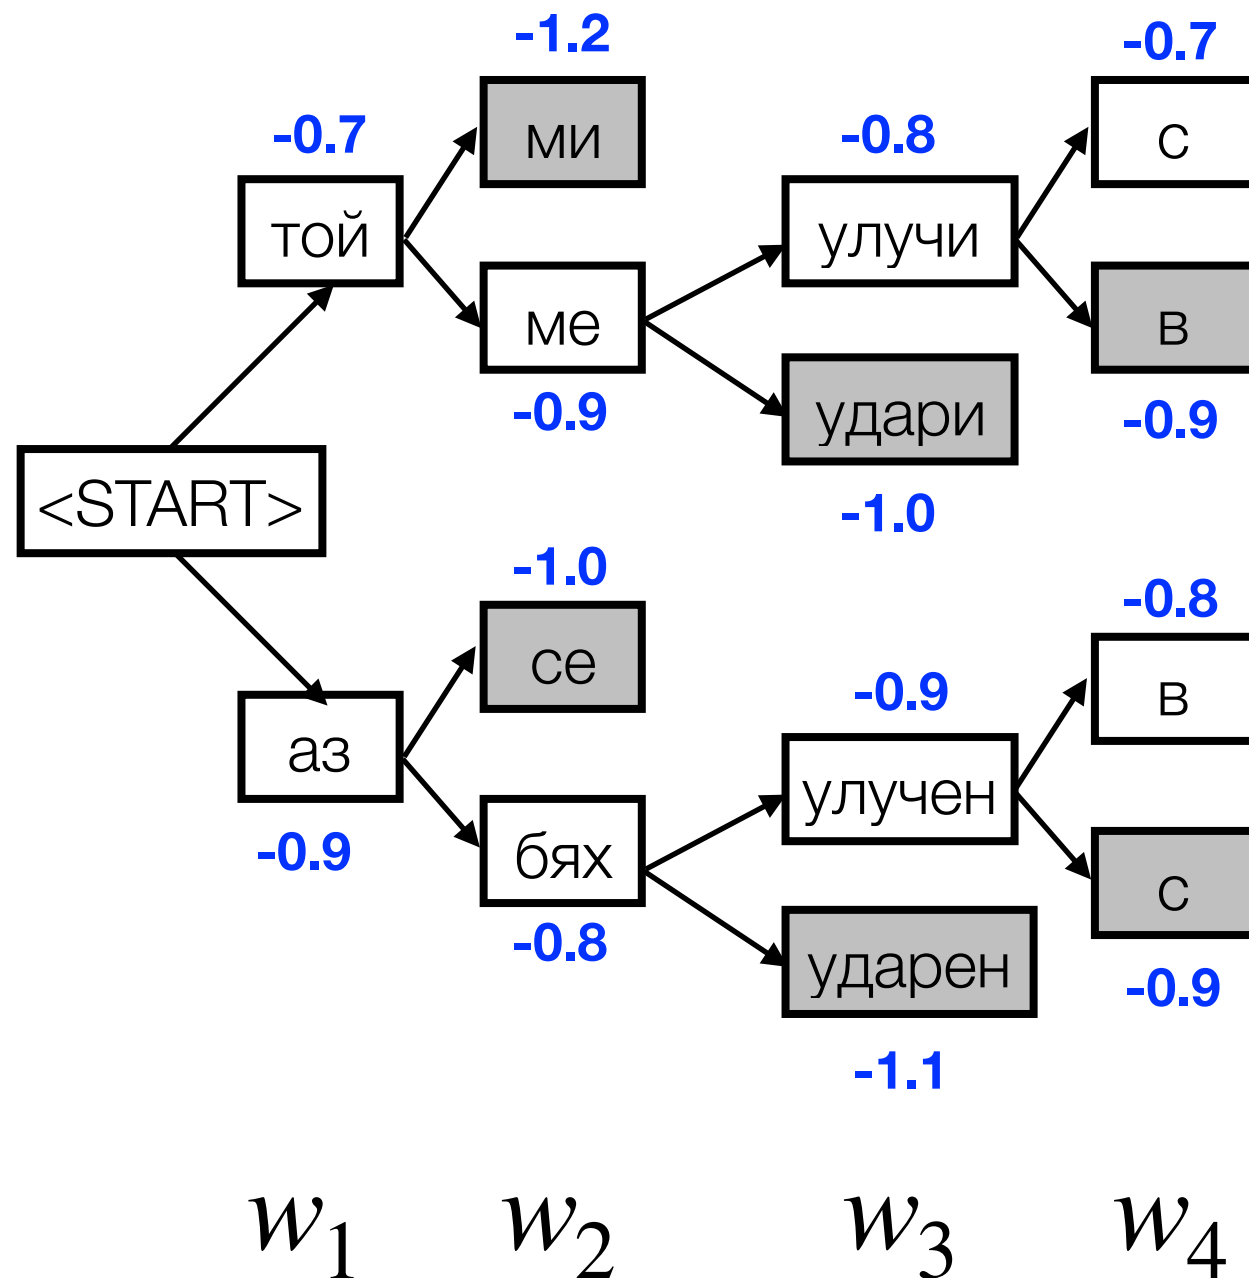 -1.2
-0.7
-0.7
ми
-0.8
с
той
улучи
ме
в
-0.9
удари
-0.9
<START>
-1.0
-1.0
-0.8
се
-0.9
в
аз
улучен
-0.9
бях
с
-0.8
ударен
-0.9
-1.1
w1 w2 w3 w4